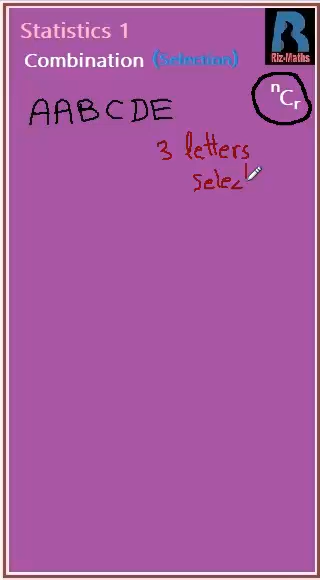 Statistics 1
Riz-Maths
Combination (Selection)
nCr
AABCDE
3 letters
selec